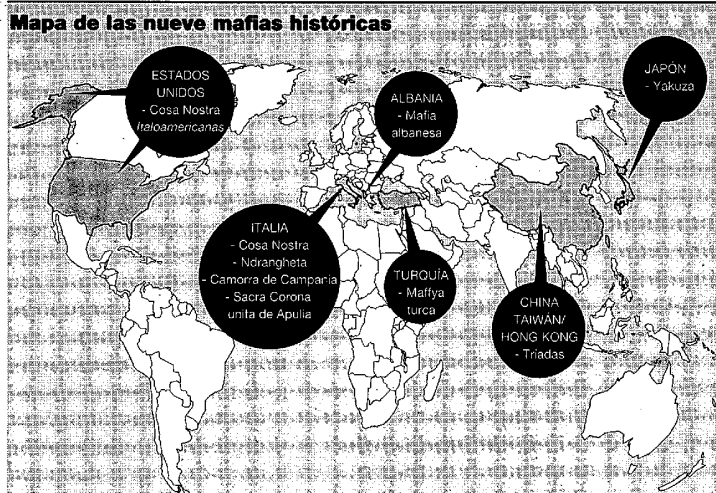 Mapa de las nueve mafias históricas
ESTADOS
UNIDOS
- Cosa Nostra
Italoamericanas
ALBANIA
- Mafia
albanesa
JAPÓN
- Yakuza
ITALIA
- Cosa Nostra
- Ndrangheta
- Camorra de Campania
- Sacra Corona
unita de Apulia
TURQUÍA
- Maffya
turca
CHINA
TAIWÁN/
HONG KONG
- Triadas